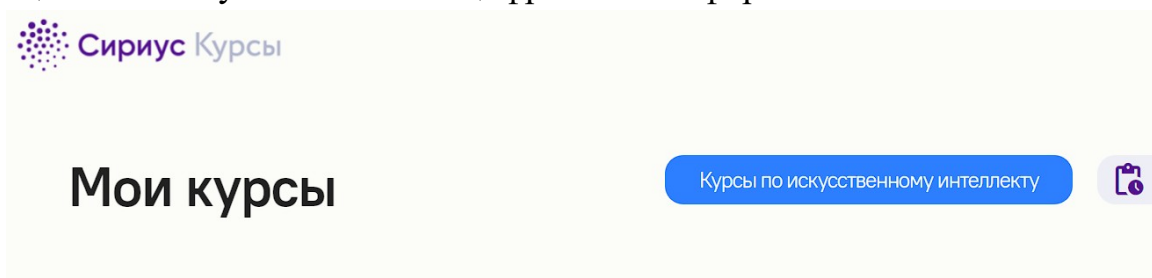 Сириус Курсы
Мои курсы
Курсы по искусственному интеллекту